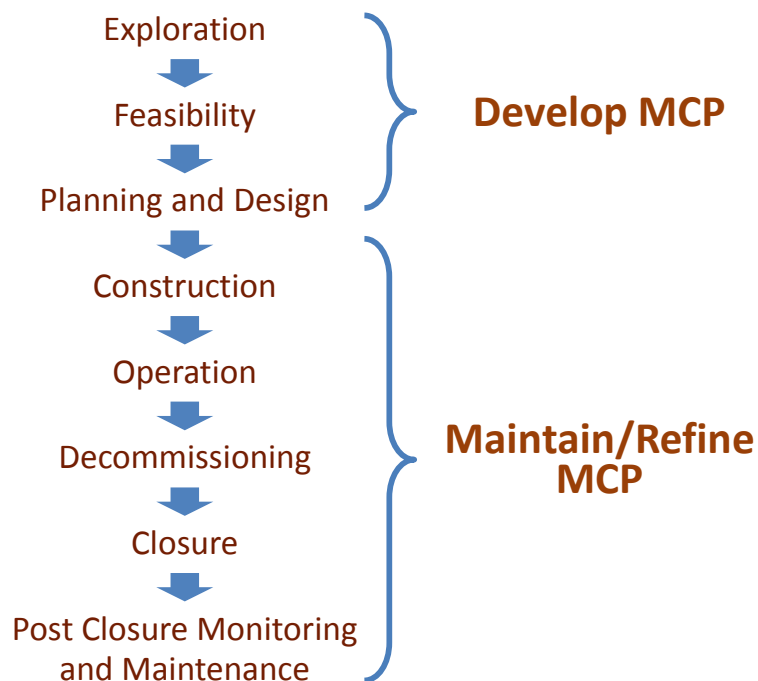 Exploration
Feasibility
Planning and Design
Construction
Operation
Decommissioning
Closure
Post Closure Monitoring
and Maintenance
Develop MCP
Maintain/Refine
MCP